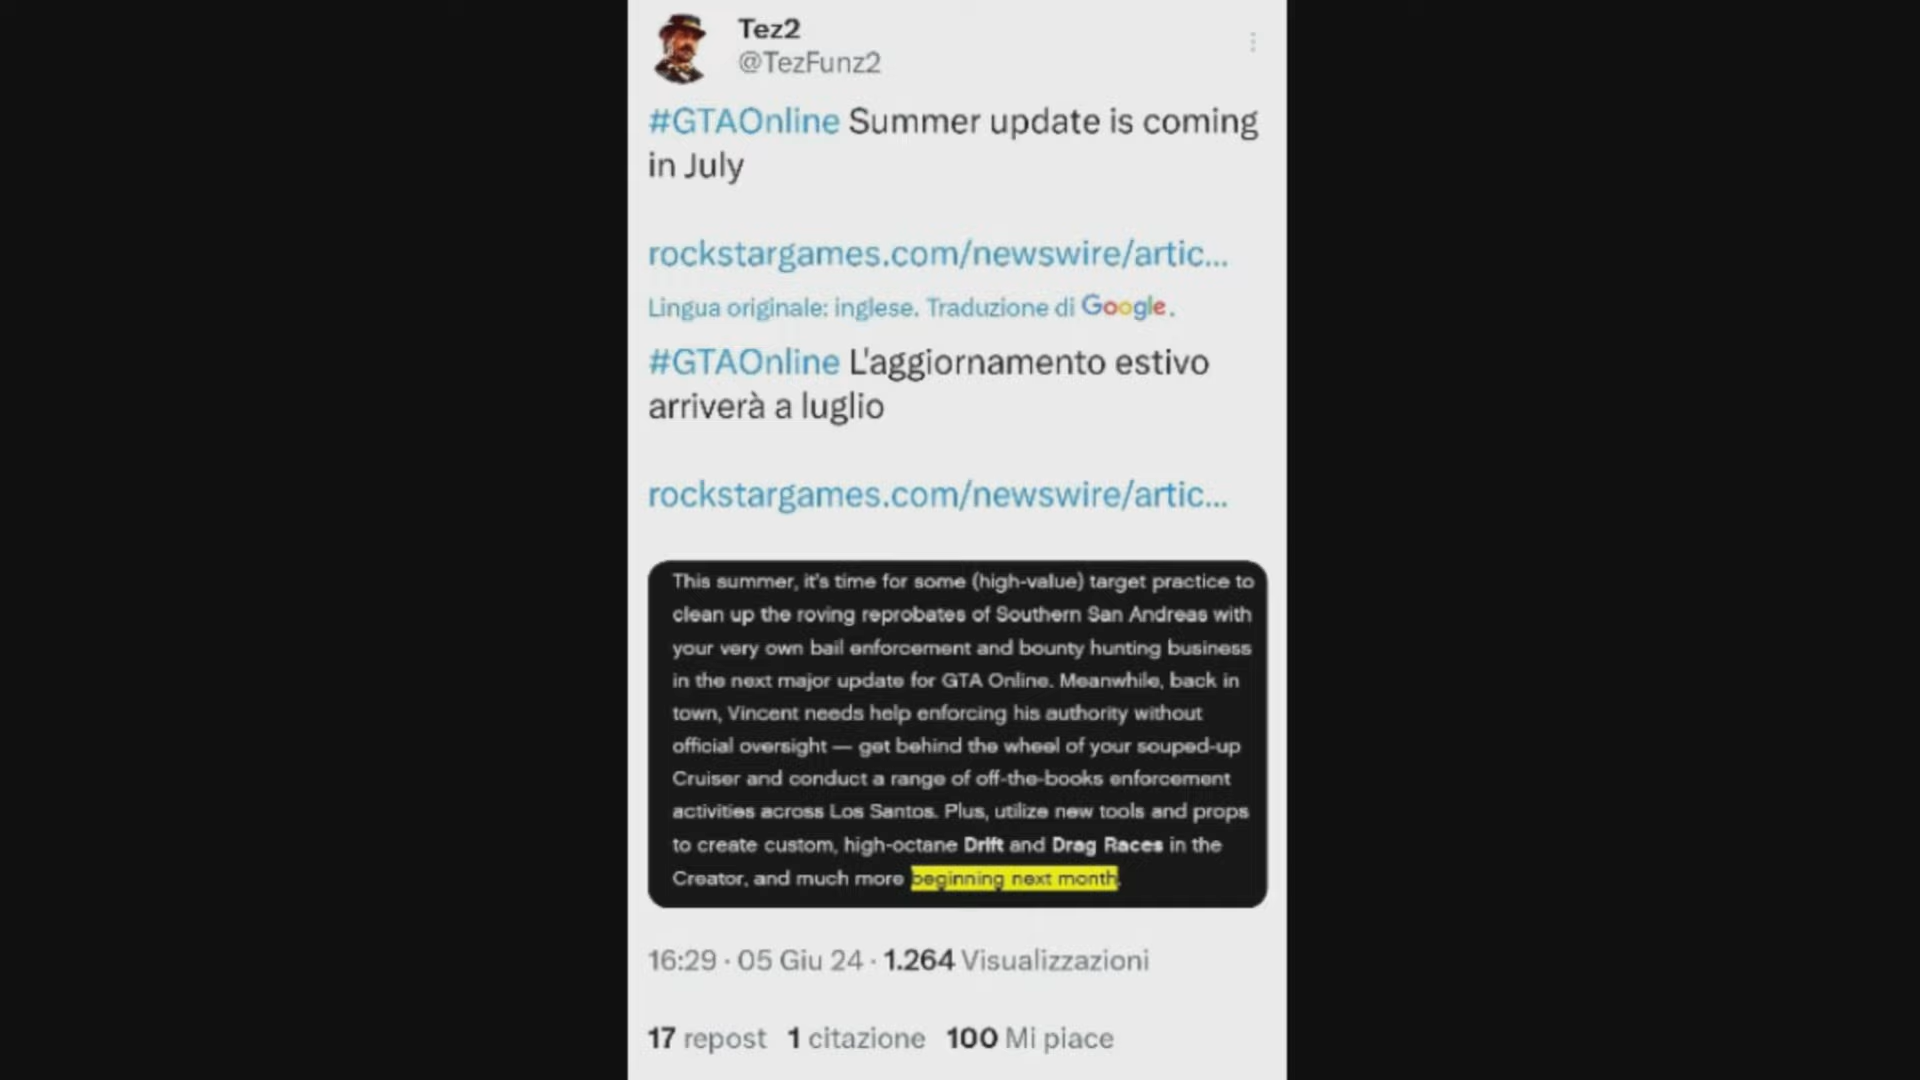 Tez2
@TezFunz2
#GTAOnline Summer update is coming
in July
rockstargames.com/newswire/artic...
Lingua originale: inglese. Traduzione di Google.
#GTAOnline L'aggiornamento estivo
arriverà a luglio
rockstargames.com/newswire/artic...
This summer, it's time for some (high-value) target practice to
clean up the roving reprobates of Southern San Andreas with
your very own bail enforcement and bounty hunting business
in the next major update for GTA Online. Meanwhile, back in
town, Vincent needs help enforcing his authority without
official oversight — get behind the wheel of your souped-up
Cruiser and conduct a range of off-the-books enforcement
activities across Los Santos. Plus, utilize new tools and props
to create custom, high-octane Drift and Drag Races in the
Creator, and much more beginning next month.
16:29 · 05 Giu 24 · 1.264 Visualizzazioni
17 repost 1 citazione 100 Mi piace